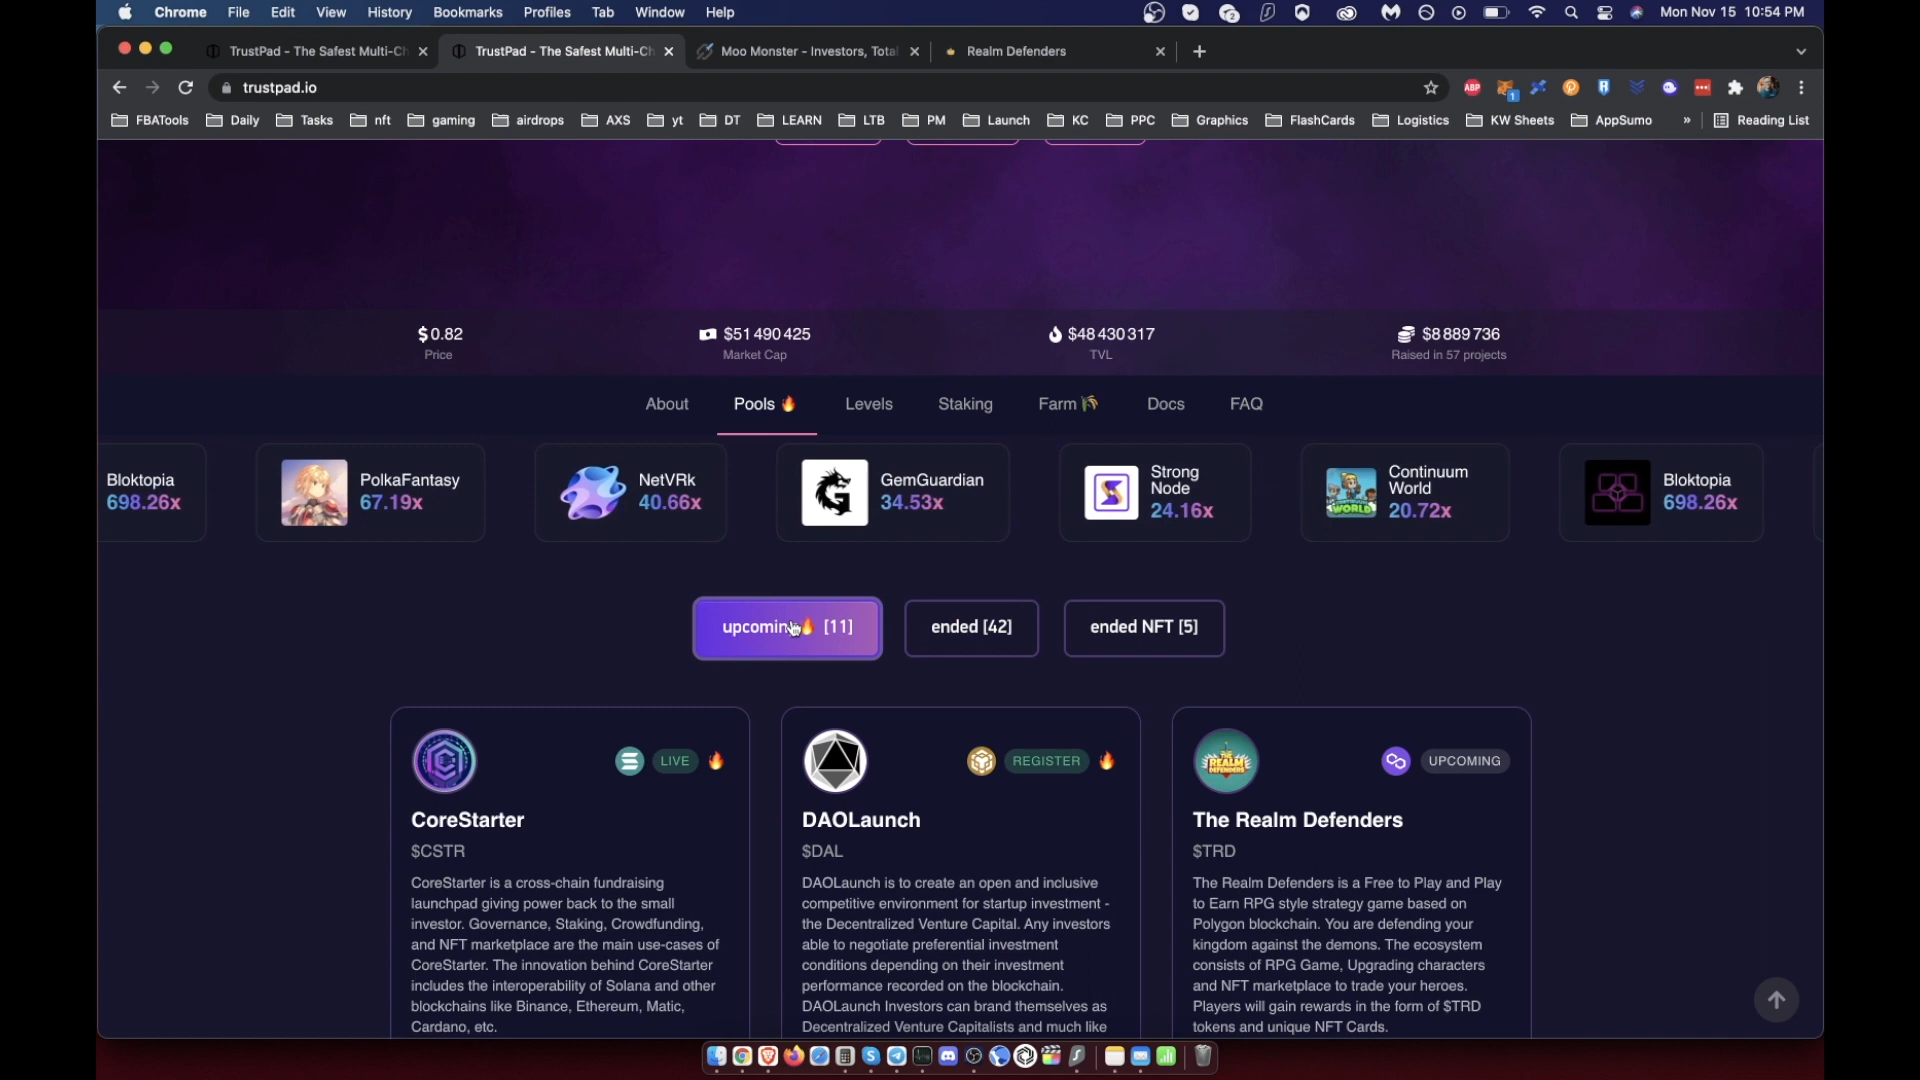 Chrome File Edit View History Bookmarks Profiles Tab Window Help Mon Nov 15 10:54 PM
TrustPad - The Safest Multi-Ch TrustPad - The Safest Multi-Ch Moo Monster - Investors, Total Realm Defenders
trustpad.io
FBATools Daily Tasks nft gaming airdrops AXS yt DT LEARN LTB PM Launch KC PPC Graphics FlashCards Logistics KW Sheets AppSumo » Reading List
$0.82 $51 490 425 $48 430 317 $8 889 736
Price Market Cap TVL Raised in 57 projects
About Pools Levels Staking Farm Docs FAQ
Bloktopia
698.26x
PolkaFantasy
67.19x
NetVRk
40.66x
GemGuardian
34.53x
Strong
Node
24.16x
Continuum
World
20.72x
Bloktopia
698.26x
upcoming [11] ended [42] ended NFT [5]
LIVE
CoreStarter
$CSTR
CoreStarter is a cross-chain fundraising
launchpad giving power back to the small
investor. Governance, Staking, Crowdfunding,
and NFT marketplace are the main use-cases of
CoreStarter. The innovation behind CoreStarter
includes the interoperability of Solana and other
blockchains like Binance, Ethereum, Matic,
Cardano, etc.
REGISTER
DAOLaunch
$DAL
DAOLaunch is to create an open and inclusive
competitive environment for startup investment -
the Decentralized Venture Capital. Any investors
able to negotiate preferential investment
conditions depending on their investment
performance recorded on the blockchain.
DAOLaunch Investors can brand themselves as
Decentralized Venture Capitalists and much like
THE REALM DEFENDERS
UPCOMING
The Realm Defenders
$TRD
The Realm Defenders is a Free to Play and Play
to Earn RPG style strategy game based on
Polygon blockchain. You are defending your
kingdom against the demons. The ecosystem
consists of RPG Game, Upgrading characters
and NFT marketplace to trade your heroes.
Players will gain rewards in the form of $TRD
tokens and unique NFT Cards.